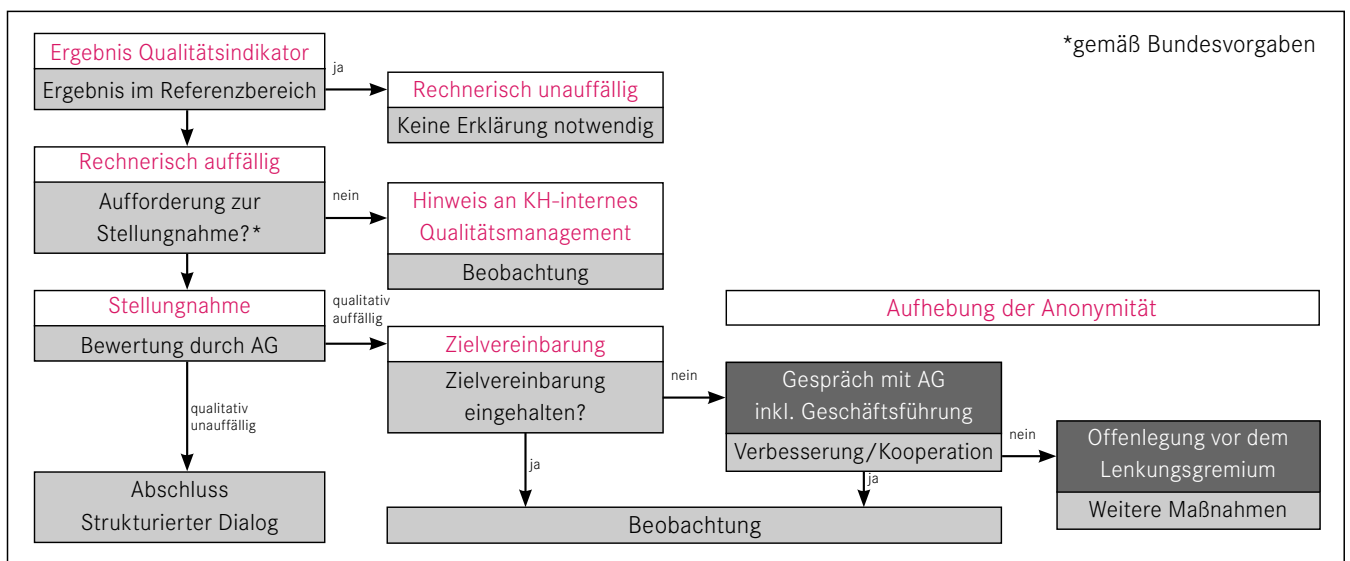 *gemäß Bundesvorgaben
Ergebnis Qualitätsindikator
Ergebnis im Referenzbereich
ja
Rechnerisch unauffällig
Keine Erklärung notwendig
Rechnerisch auffällig
Aufforderung zur
Stellungnahme?*
nein
Hinweis an KH-internes
Qualitätsmanagement
Beobachtung
Stellungnahme
Bewertung durch AG
qualitativ
auffällig
Zielvereinbarung
Zielvereinbarung
eingehalten?
nein
Aufhebung der Anonymität
Gespräch mit AG
inkl. Geschäftsführung
Verbesserung/Kooperation
nein
Offenlegung vor dem
Lenkungsgremium
Weitere Maßnahmen
qualitativ
unauffällig
ja
ja
Abschluss
Strukturierter Dialog
Beobachtung